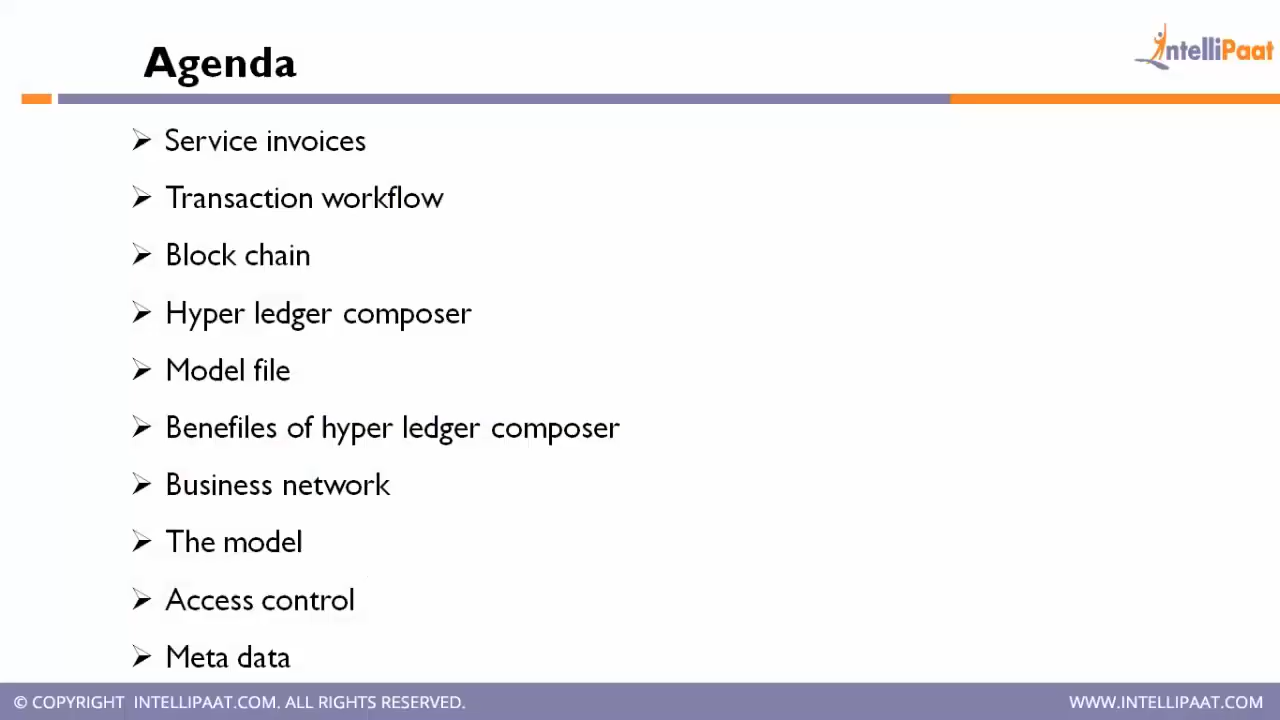 Agenda
IntelliPaat
Service invoices
Transaction workflow
Block chain
Hyper ledger composer
Model file
Benefiles of hyper ledger composer
Business network
The model
Access control
Meta data
© COPYRIGHT INTELLIPAAT.COM. ALL RIGHTS RESERVED.
WWW.INTELLIPAAT.COM